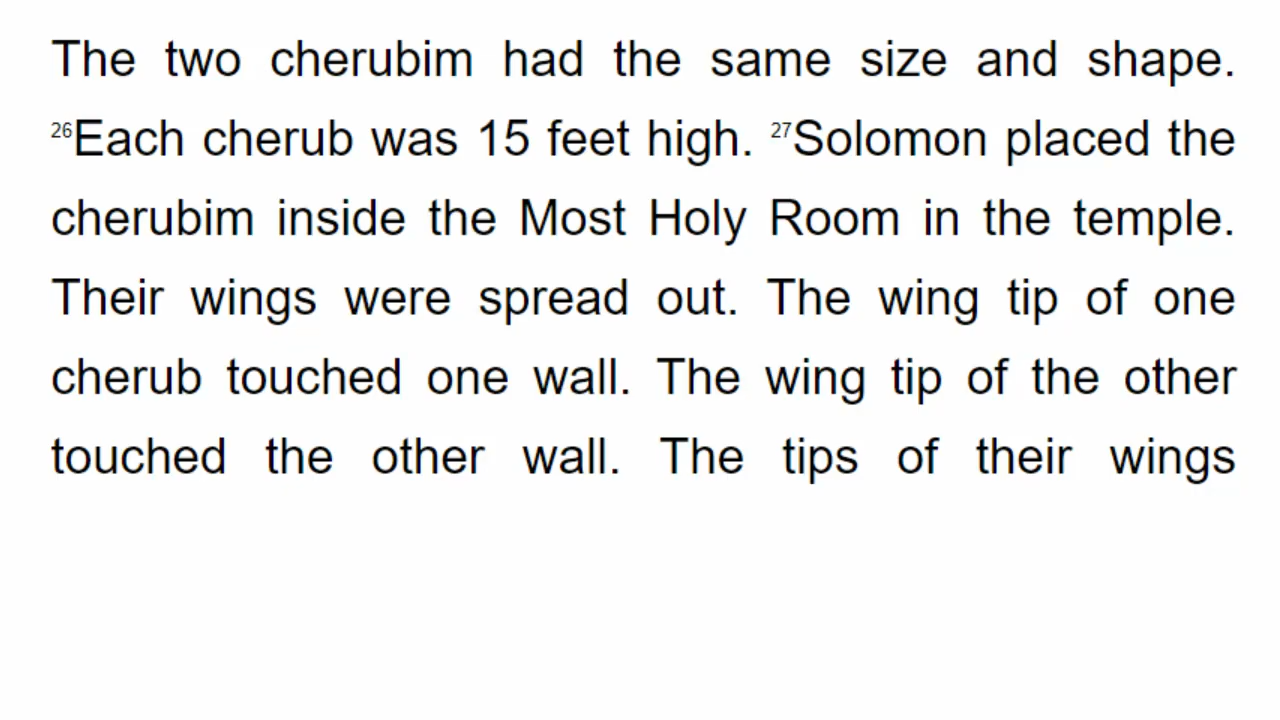 The two cherubim had the same size and shape.
26Each cherub was 15 feet high. 27Solomon placed the
cherubim inside the Most Holy Room in the temple.
Their wings were spread out. The wing tip of one
cherub touched one wall. The wing tip of the other
touched the other wall. The tips of their wings